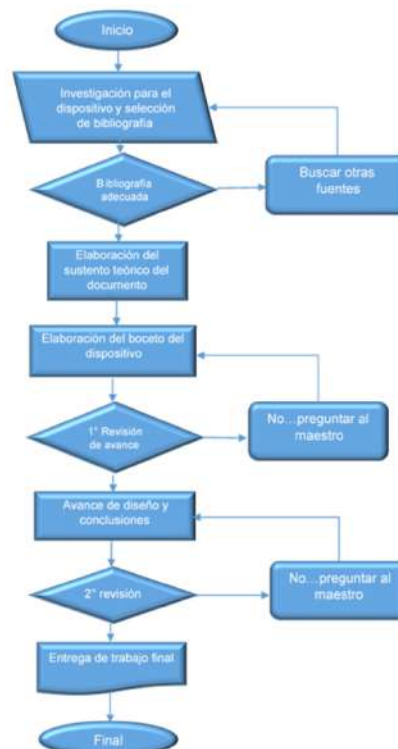 Inicio
Investigación para el
dispositivo y selección
de bibliografía
Bibliografía
adecuada
Buscar otras
fuentes
Elaboración del
sustento teórico del
documento
Elaboración del boceto del
dispositivo
1° Revisión
de avance
No...preguntar al
maestro
Avance de diseño y
conclusiones
2° revisión
No...preguntar al
maestro
Entrega de trabajo final
Final